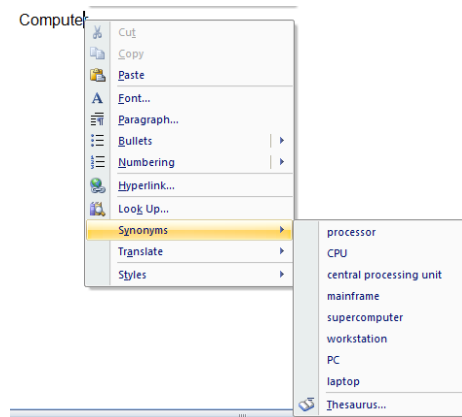 Computer
Cut
Copy
Paste
A Font...
Paragraph...
Bullets
Numbering
Hyperlink...
Look Up...
Synonyms
Translate
Styles
processor
CPU
central processing unit
mainframe
supercomputer
workstation
PC
laptop
Thesaurus...